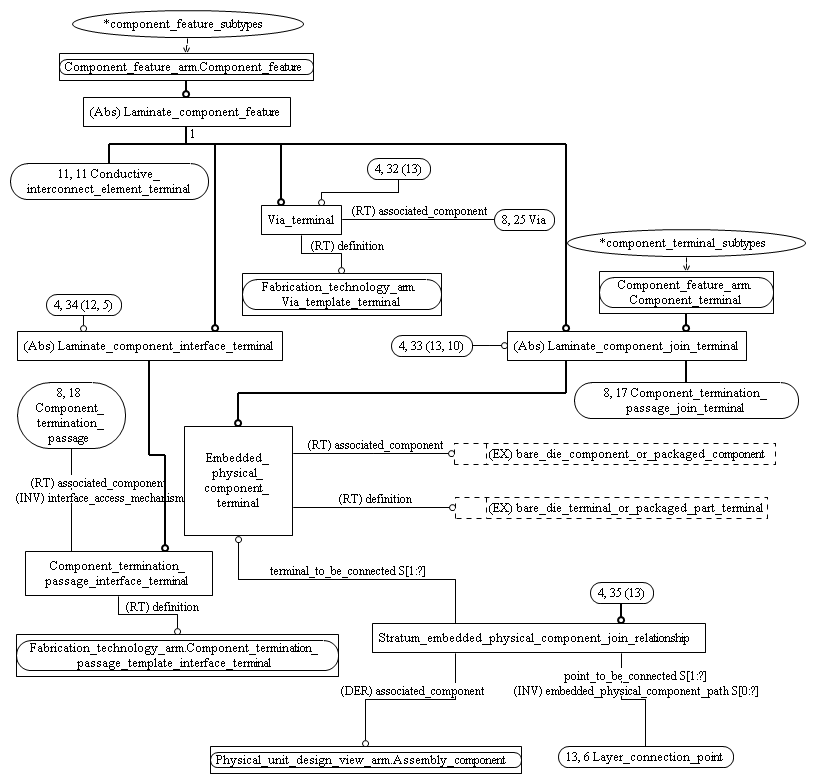 *component_feature_subtypes
Component_feature_arm.Component_feature
(Abs) Laminate_component_feature
1
11, 11 Conductive_
interconnect_element_terminal
4, 32 (13)
Via_terminal
(RT) associated_component
8, 25 Via
(RT) definition
Fabrication_technology_arm.
Via_template_terminal
*component_terminal_subtypes
Component_feature_arm.
Component_terminal
4, 34 (12, 5)
(Abs) Laminate_component_interface_terminal
4, 33 (13, 10)
(Abs) Laminate_component_join_terminal
8, 17 Component_termination_
passage_join_terminal
8, 18
Component_
termination_
passage
(RT) associated_component
(INV) interface_access_mechanism
Embedded_
physical_
component_
terminal
(RT) associated_component
(EX) bare_die_component_or_packaged_component
(RT) definition
(EX) bare_die_terminal_or_packaged_part_terminal
Component_termination_
passage_interface_terminal
(RT) definition
Fabrication_technology_arm.Component_termination_
passage_template_interface_terminal
terminal_to_be_connected S[1:?]
4, 35 (13)
Stratum_embedded_physical_component_join_relationship
(DER) associated_component
point_to_be_connected S[1:?]
(INV) embedded_physical_component_path S[0:?]
Physical_unit_design_view_arm.Assembly_component
13, 6 Layer_connection_point